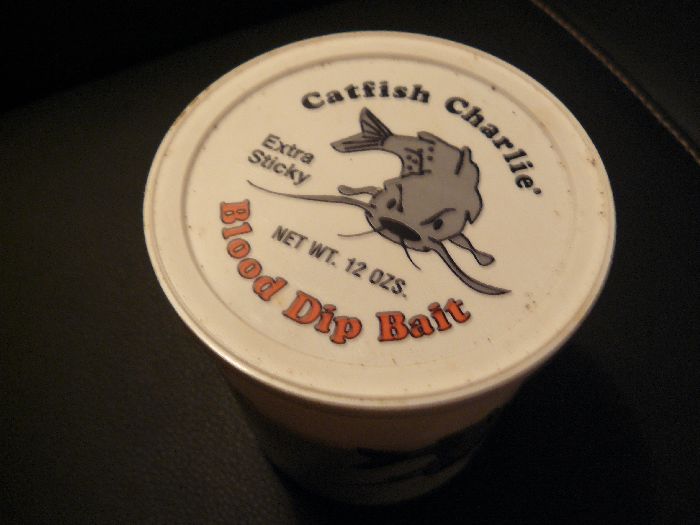 Catfish Charlie'
Extra
Sticky
NET WT. 12 OZS.
Blood Dip Bait